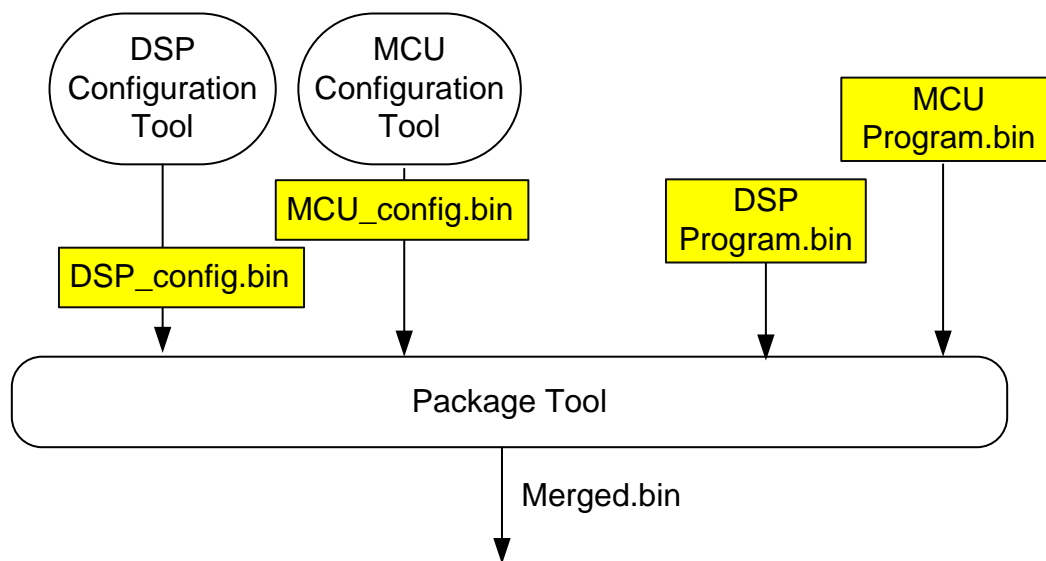 DSP
Configuration
Tool
MCU
Configuration
Tool
MCU
Program.bin
MCU_config.bin
DSP
Program.bin
DSP_config.bin
Package Tool
Merged.bin